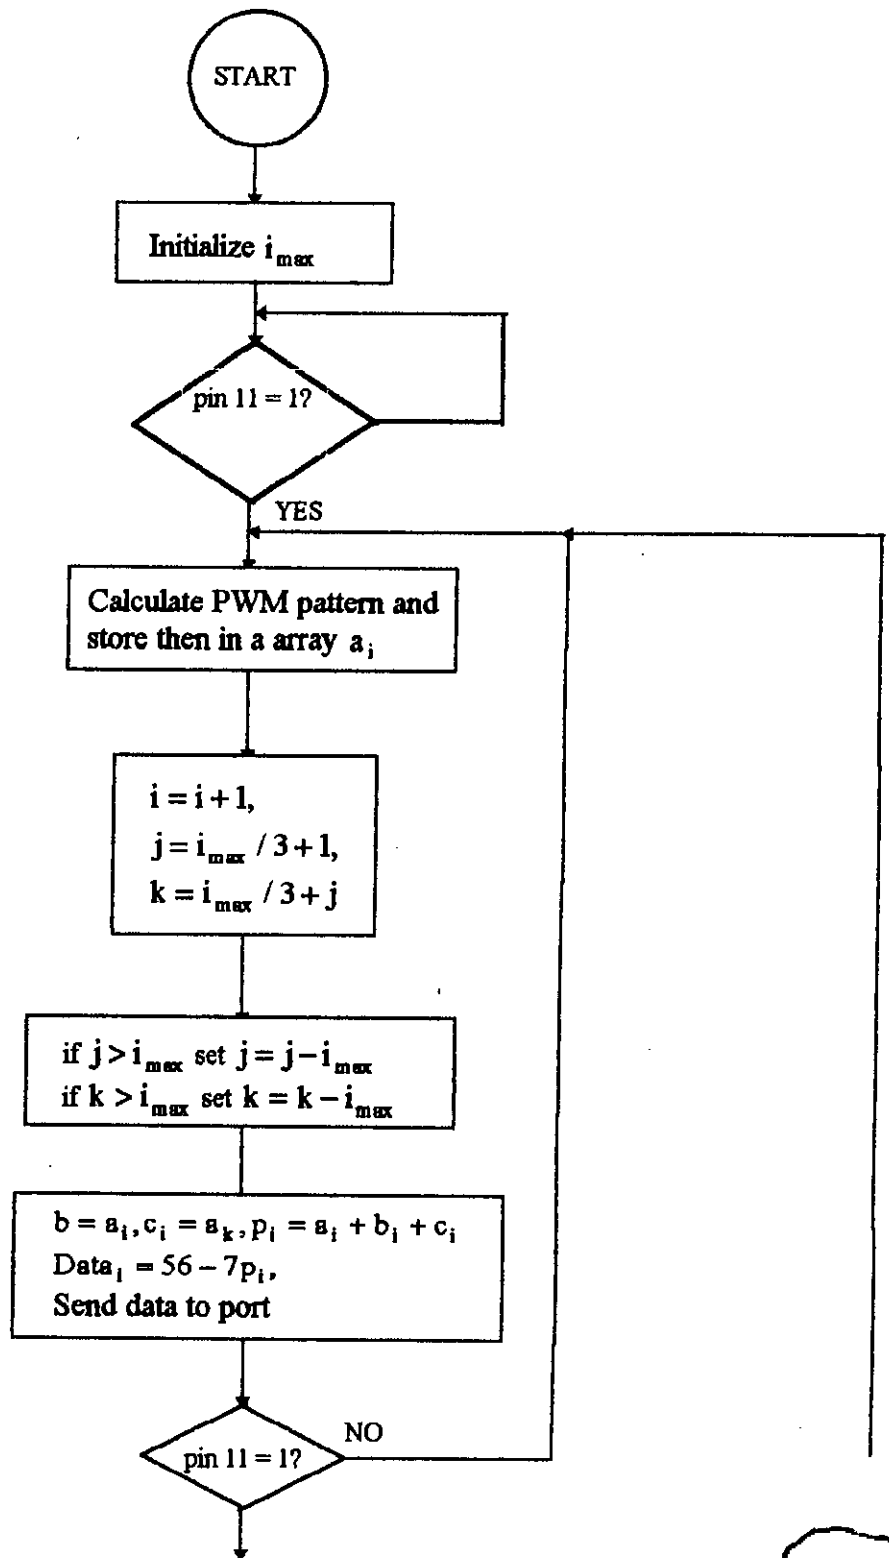 START
Initialize i_max
pin 11 = 1?
YES
Calculate PWM pattern and
store then in a array a_i
i = i + 1,
j = i_max / 3 + 1,
k = i_max / 3 + j
if j > i_max set j = j - i_max
if k > i_max set k = k - i_max
b = a_i, c_i = a_k, p_i = a_i + b_i + c_i
Data_i = 56 - 7p_i,
Send data to port
NO
pin 11 = 1?